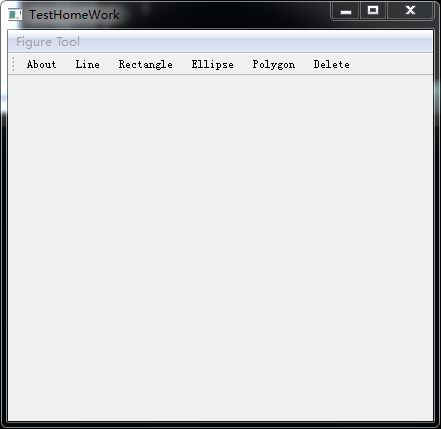 TestHomeWork
Figure Tool
About Line Rectangle Ellipse Polygon Delete